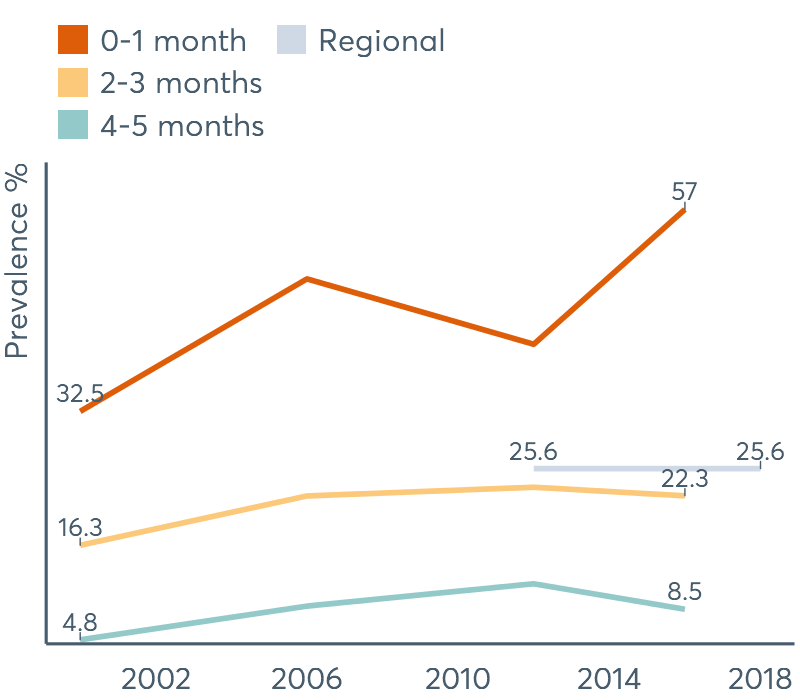 0-1 month Regional
2-3 months
4-5 months
Prevalence %
57
32.5
25.6 25.6
22.3
16.3
8.5
4.8
2002 2006 2010 2014 2018